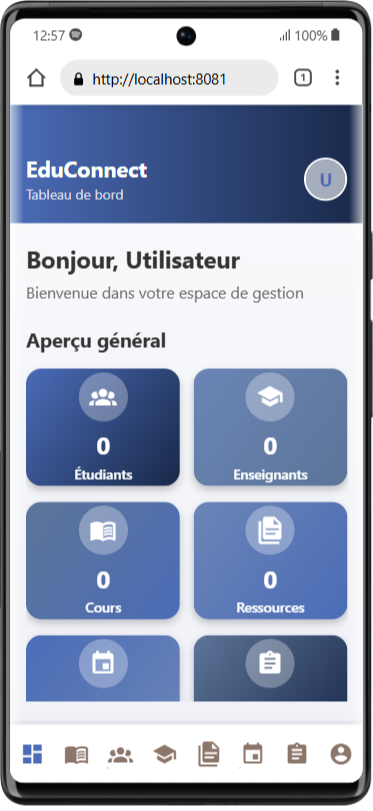 12:57 100%
http://localhost:8081 1
EduConnect
Tableau de bord
U
Bonjour, Utilisateur
Bienvenue dans votre espace de gestion
Aperçu général
0 0
Étudiants Enseignants
0 0
Cours Ressources